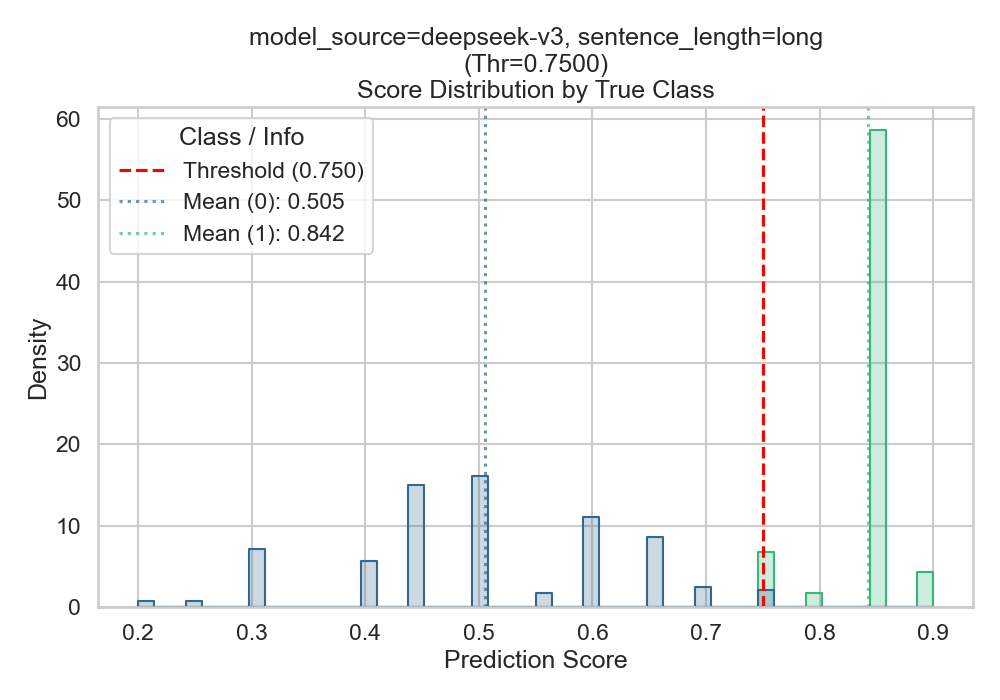 model_source=deepseek-v3, sentence_length=long
(Thr=0.7500)
Score Distribution by True Class
Class / Info
Threshold (0.750)
Mean (0): 0.505
Mean (1): 0.842
Density
60
50
40
30
20
10
0
0.2 0.3 0.4 0.5 0.6 0.7 0.8 0.9
Prediction Score